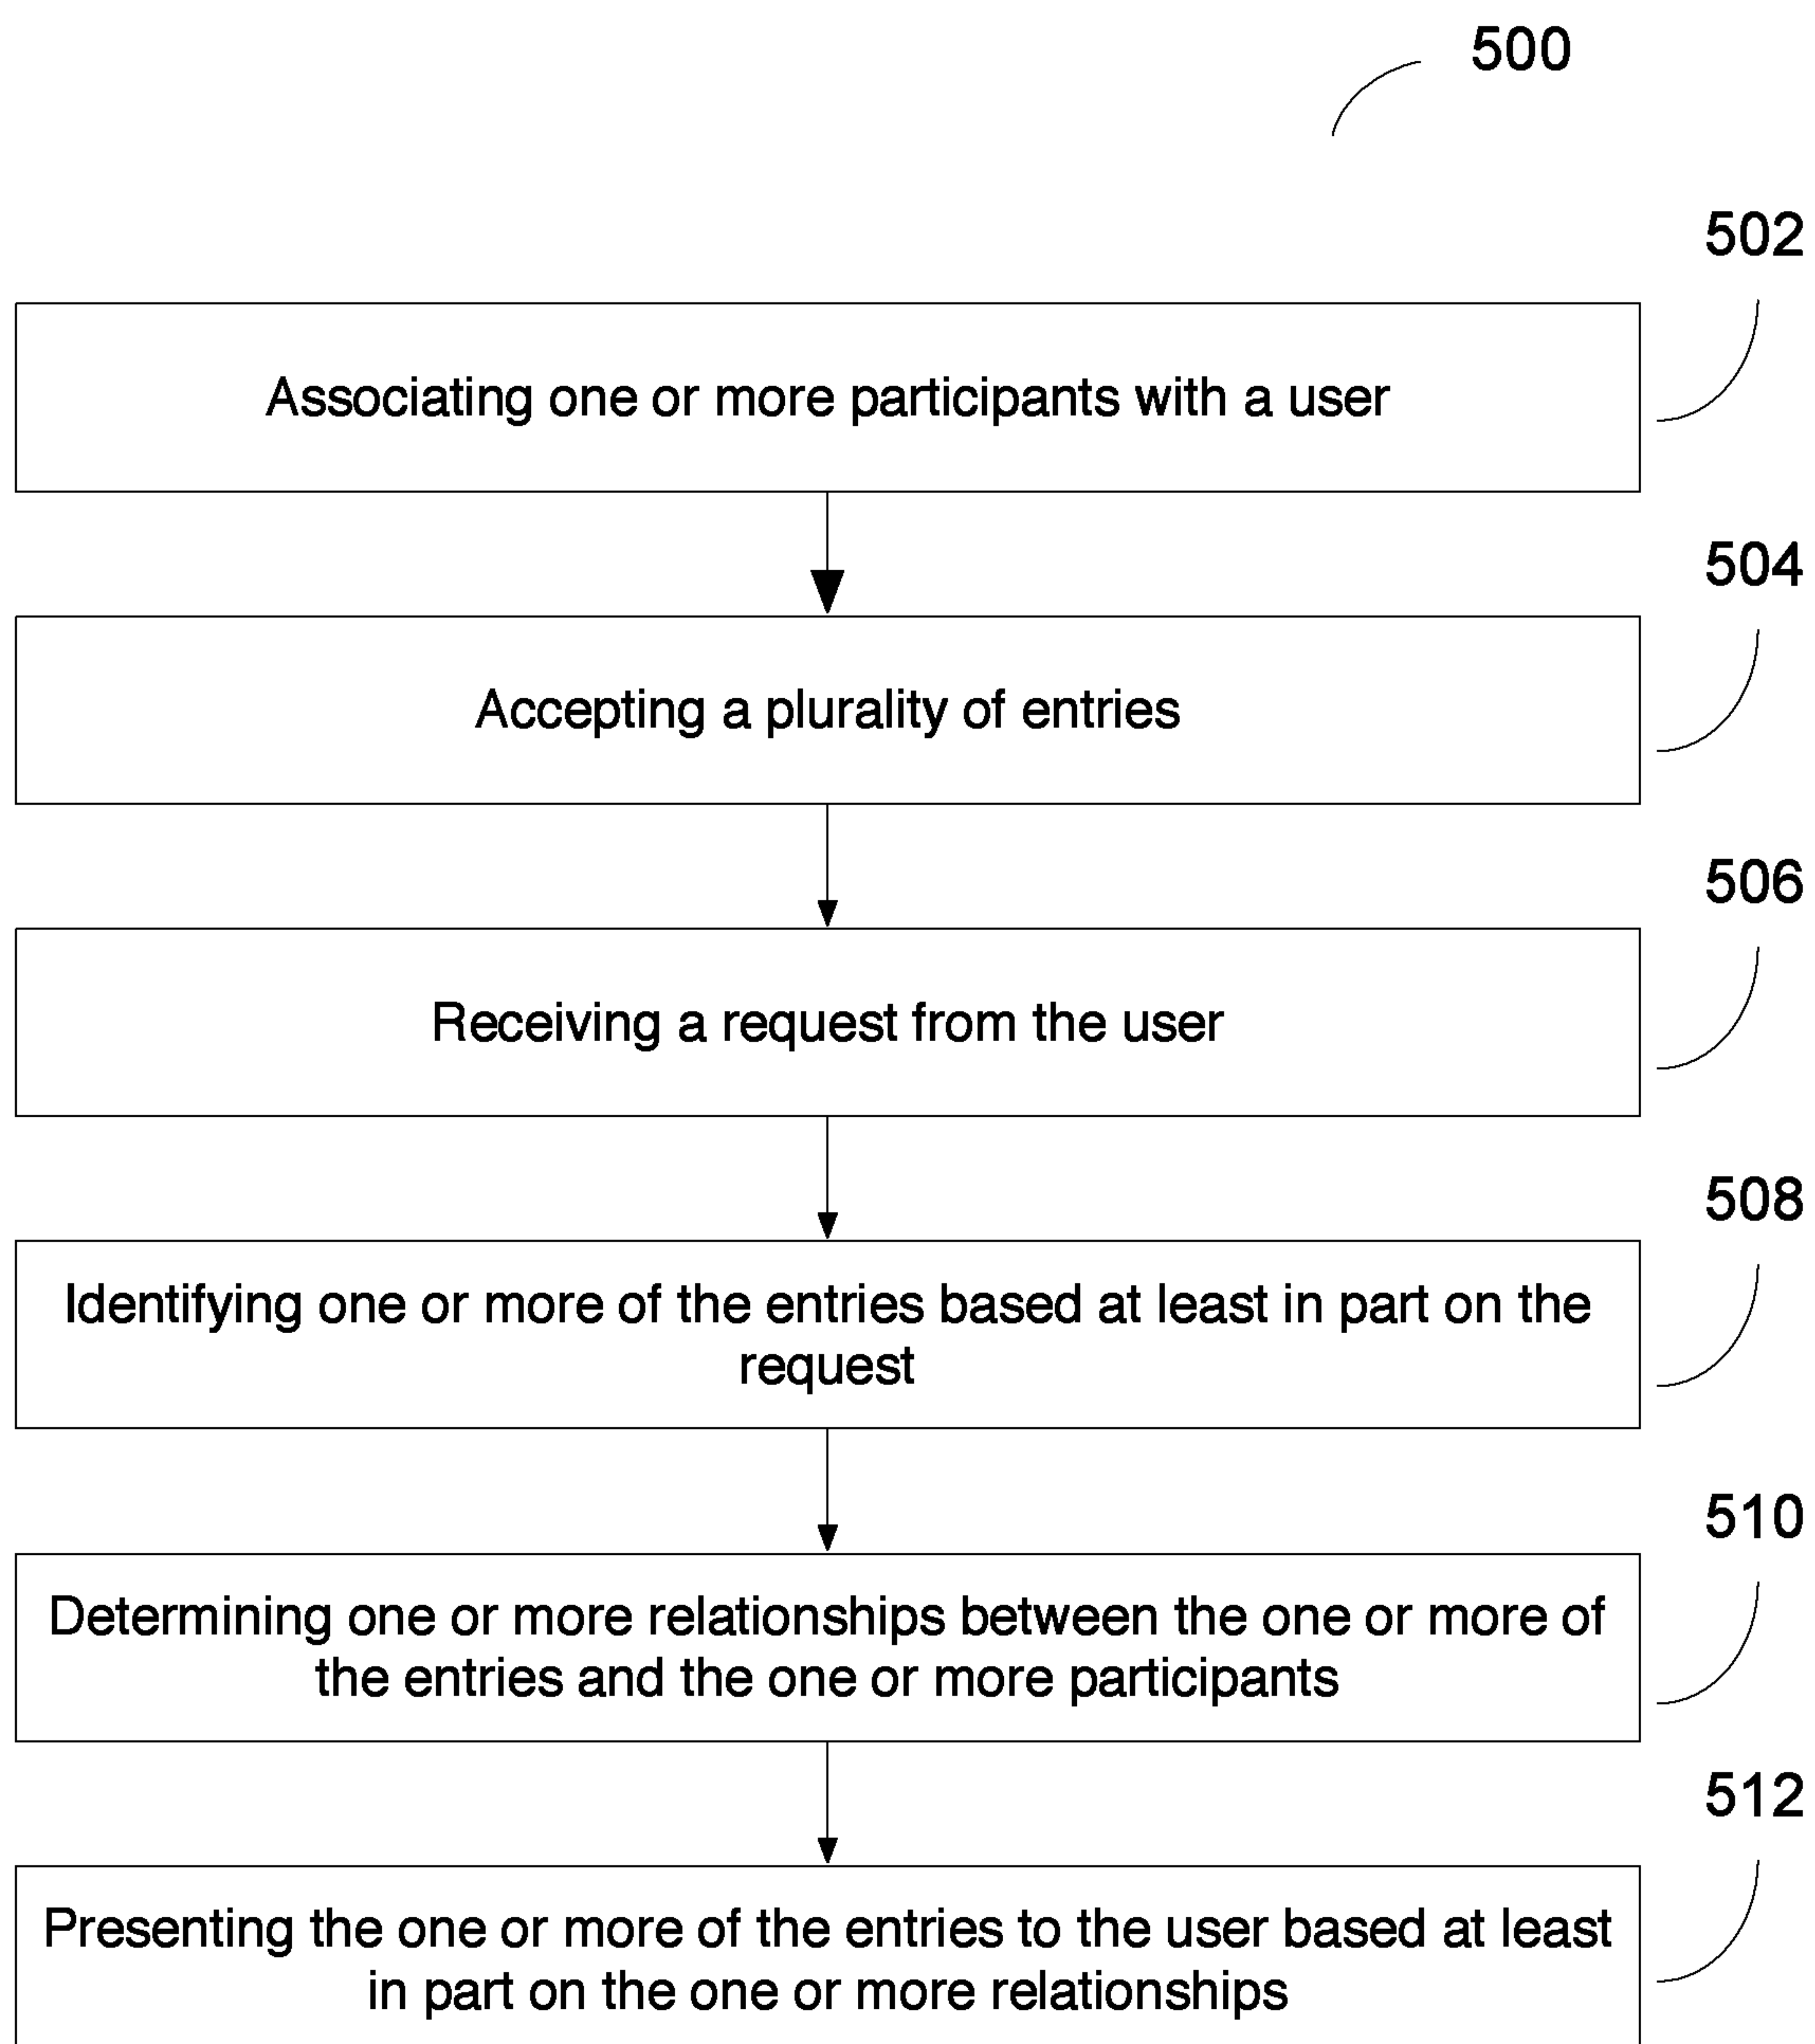 500
502
Associating one or more participants with a user
504
Accepting a plurality of entries
506
Receiving a request from the user
508
Identifying one or more of the entries based at least in part on the
request
510
Determining one or more relationships between the one or more of
the entries and the one or more participants
512
Presenting the one or more of the entries to the user based at least
in part on the one or more relationships